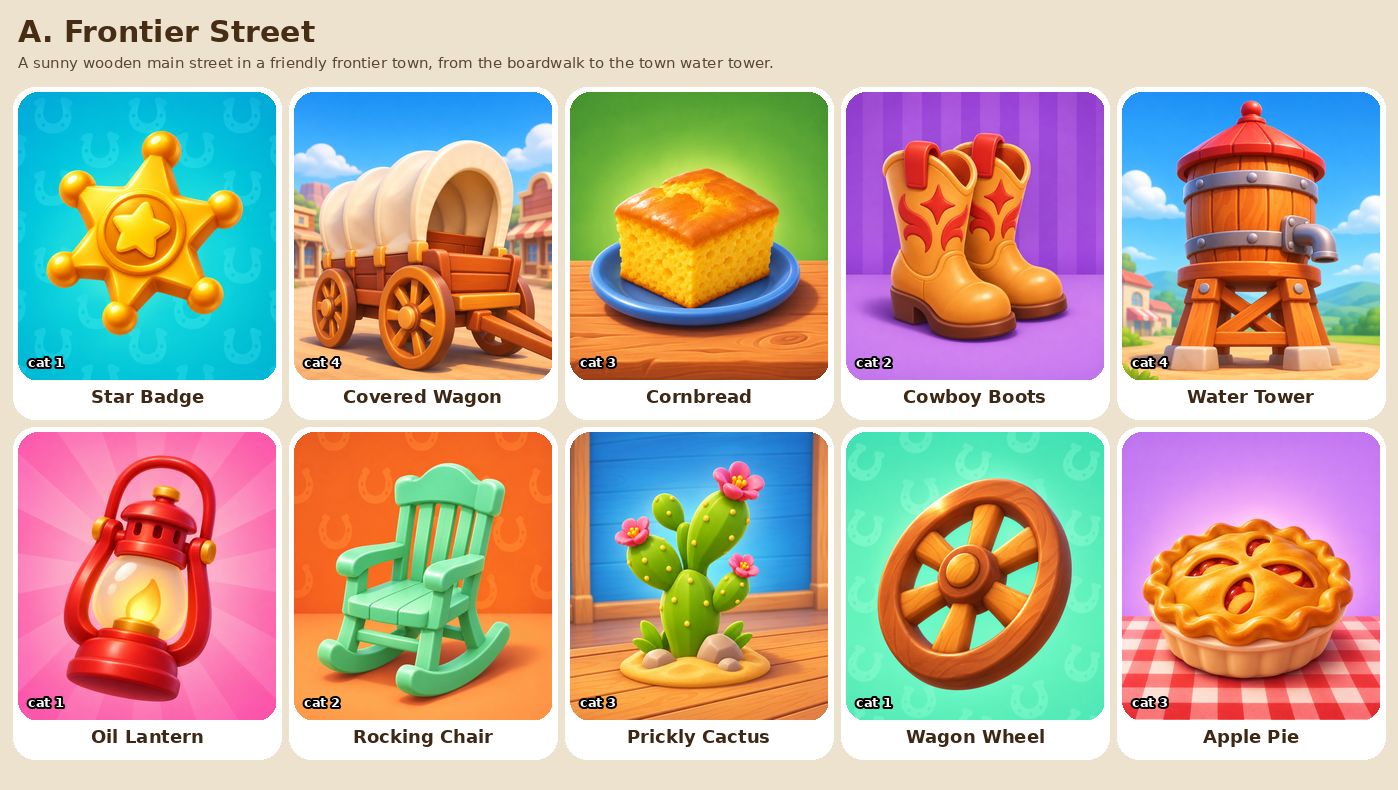 A. Frontier Street
A sunny wooden main street in a friendly frontier town, from the boardwalk to the town water tower.
cat 1
Star Badge
cat 4
Covered Wagon
cat 3
Cornbread
cat 2
Cowboy Boots
cat 4
Water Tower
cat 1
Oil Lantern
cat 2
Rocking Chair
cat 3
Prickly Cactus
cat 1
Wagon Wheel
cat 3
Apple Pie